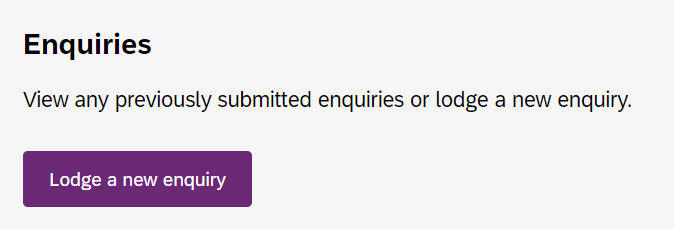 Enquiries
View any previously submitted enquiries or lodge a new enquiry.
Lodge a new enquiry